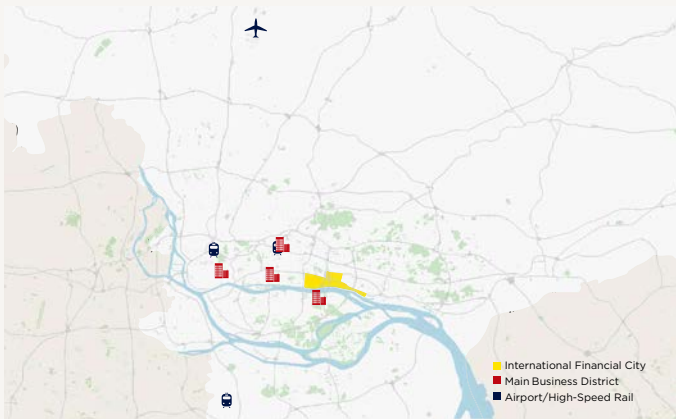 International Financial City
Main Business District
Airport/High-Speed Rail